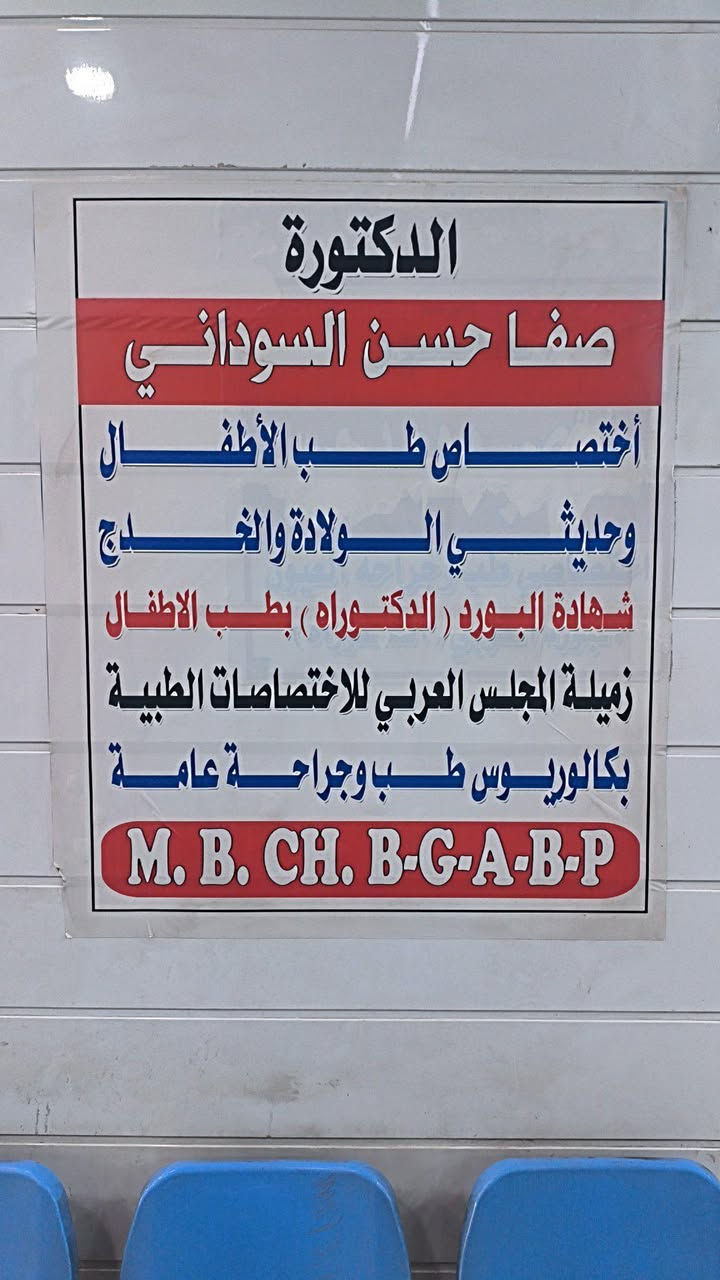 الدكتورة
صفا حسن السوداني
أختصاص طب الأطفال
وحديثي الولادة والخدج
شهادة البورد ( الدكتوراه ) بطب الاطفال
زميلة المجلس العربي للاختصاصات الطبية
بكالوريوس طب وجراحة عامة
M. B. CH. B-G-A-B-P